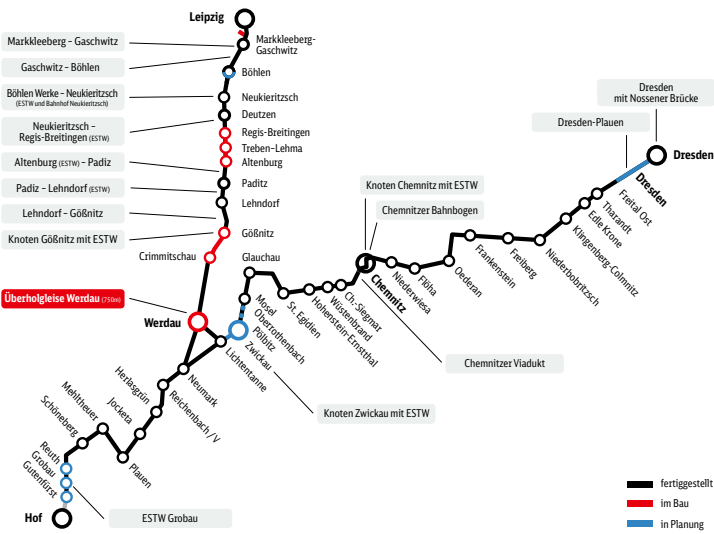 Leipzig
Markkleeberg – Gaschwitz
Markkleeberg-
Gaschwitz
Gaschwitz – Böhlen
Böhlen
Böhlen Werke – Neukieritzsch
(ESTW und Bahnhof Neukieritzsch)
Neukieritzsch
Deutzen
Neukieritzsch –
Regis-Breitingen (ESTW)
Regis-Breitingen
Treben-Lehma
Altenburg
Altenburg (ESTW) – Padiz
Paditz
Padiz – Lehndorf (ESTW)
Lehndorf
Lehndorf – Gößnitz
Gößnitz
Knoten Gößnitz mit ESTW
Crimmitschau
Überholgleise Werdau (750m)
Werdau
Glauchau
Mosel
Oberrothenbach
Pölbitz
Zwickau
Lichtentanne
St. Egidien
Hohenstein-Ernstthal
Wüstenbrand
Ch.-Siegmar
Chemnitz
Knoten Chemnitz mit ESTW
Chemnitzer Bahnbogen
Chemnitzer Viadukt
Knoten Zwickau mit ESTW
Niederwiesa
Flöha
Oederan
Frankenstein
Freiberg
Niederbobritzsch
Klingenberg-Colmnitz
Edle Krone
Tharandt
Freital Ost
Dresden
Dresden
Dresden-Plauen
Dresden
mit Nossener Brücke
Neumark
Reichenbach / V
Herlasgrün
Jocketa
Plauen
Mehltheuer
Schöneberg
Reuth
Grobau
Gutenfürst
Hof
ESTW Grobau
fertiggestellt
im Bau
in Planung